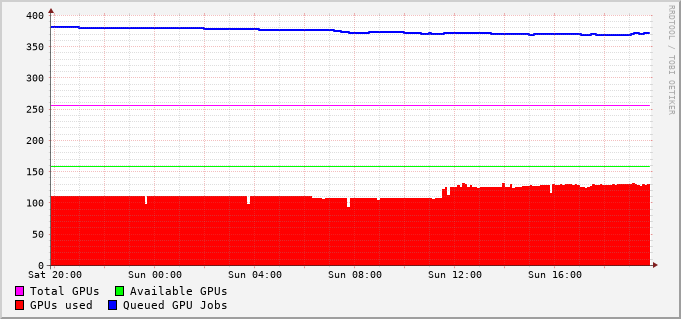 400
350
300
250
200
150
100
50
0
Sat 20:00 Sun 00:00 Sun 04:00 Sun 08:00 Sun 12:00 Sun 16:00
Total GPUs Available GPUs
GPUs used Queued GPU Jobs
RRDTOOL / TOBI OETIKER